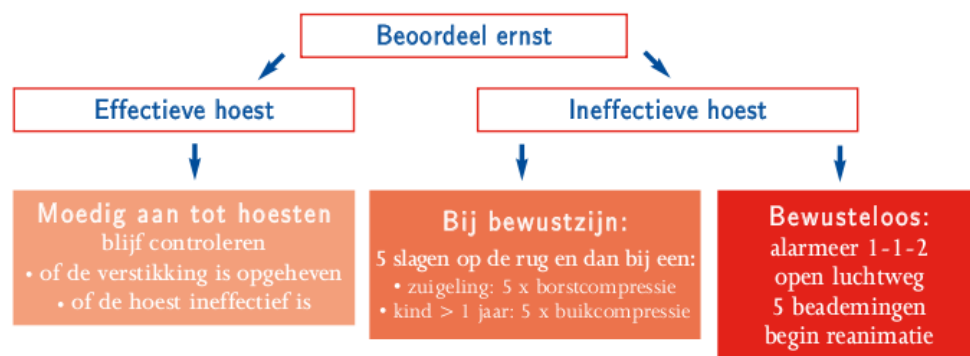 Beoordeel ernst
Effectieve hoest
Ineffectieve hoest
Moedig aan tot hoesten
blijf controleren
• of de verstikking is opgeheven
• of de hoest ineffectief is
Bij bewustzijn:
5 slagen op de rug en dan bij een:
• zuigeling: 5 x borstcompressie
• kind > 1 jaar: 5 x buikcompressie
Bewusteloos:
alarmeer 1-1-2
open luchtweg
5 beademingen
begin reanimatie